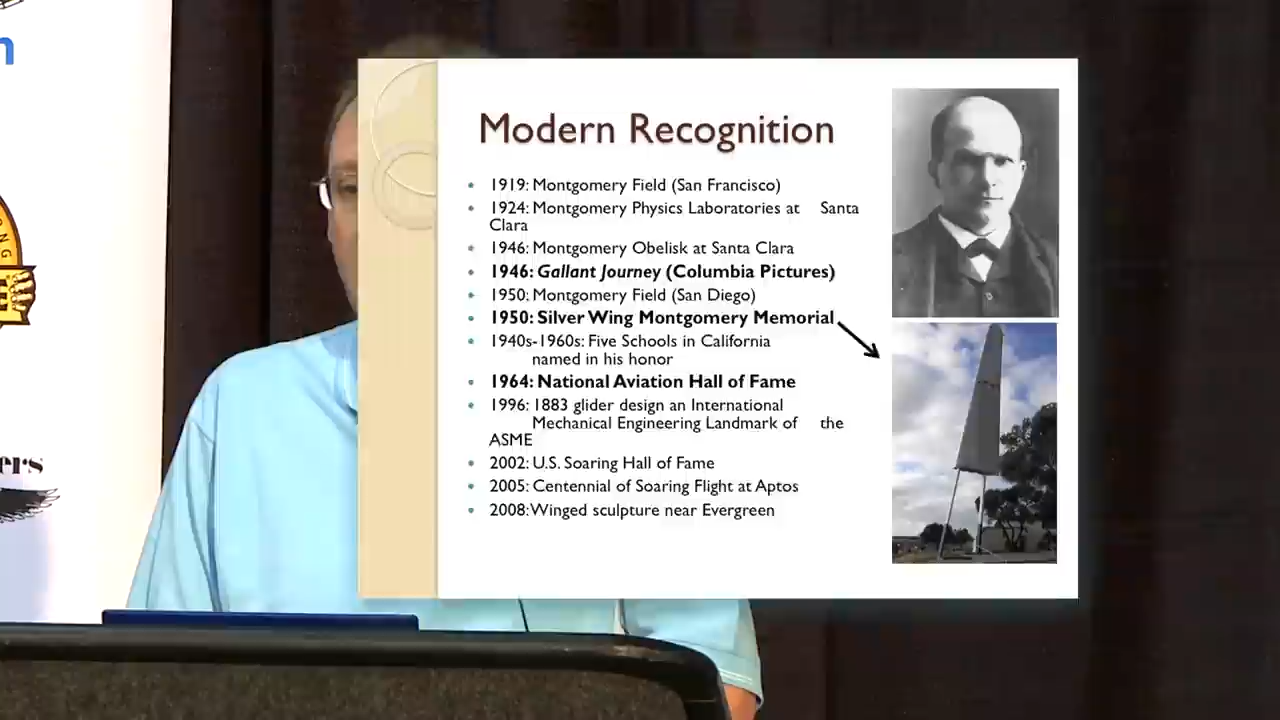 n
NG
ers
Modern Recognition
1919: Montgomery Field (San Francisco)
1924: Montgomery Physics Laboratories at Santa
Clara
1946: Montgomery Obelisk at Santa Clara
1946: Gallant Journey (Columbia Pictures)
1950: Montgomery Field (San Diego)
1950: Silver Wing Montgomery Memorial
1940s-1960s: Five Schools in California
named in his honor
1964: National Aviation Hall of Fame
1996: 1883 glider design an International
Mechanical Engineering Landmark of the
ASME
2002: U.S. Soaring Hall of Fame
2005: Centennial of Soaring Flight at Aptos
2008: Winged sculpture near Evergreen